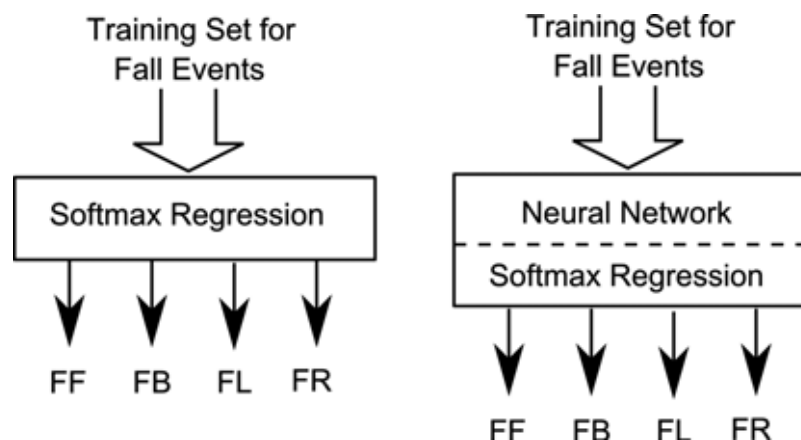 Training Set for
Fall Events
Softmax Regression
FF FB FL FR
Training Set for
Fall Events
Neural Network
Softmax Regression
FF FB FL FR